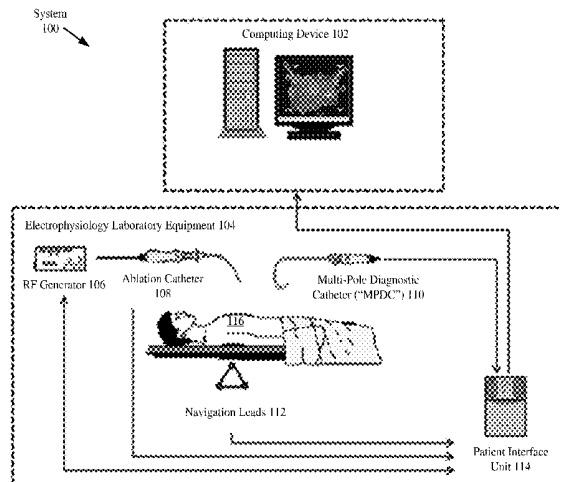 System
100
Computing Device 102
Electrophysiology Laboratory Equipment 104
RF Generator 106
Ablation Catheter
108
Multi-Pole Diagnostic
Catheter ("MPDC") 110
116
Navigation Leads 112
Patient Interface
Unit 114